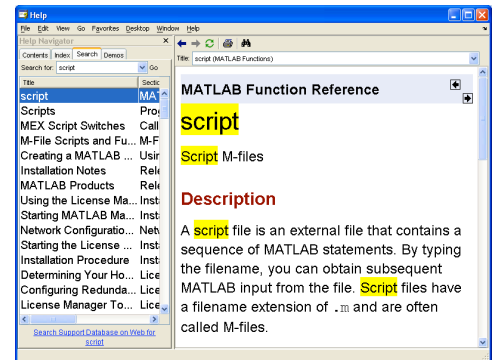 Help
File Edit View Go Favorites Desktop Window Help
Help Navigator
Contents Index Search Demos
Search for: script Go
Title Sectic
script MAT
Scripts Prog
MEX Script Switches Call
M-File Scripts and Fu... M-F
Creating a MATLAB ... Usin
Installation Notes Rele
MATLAB Products Rele
Using the License Ma... Insta
Starting MATLAB Ma... Insta
Network Configuratio... Netv
Starting the License ... Insta
Installation Procedure Insta
Determining Your Ho... Lice
Configuring Redunda... Lice
License Manager To... Lice
Search Support Database on Web for
script
Title: script (MATLAB Functions)
MATLAB Function Reference
script
Script M-files
Description
A script file is an external file that contains a
sequence of MATLAB statements. By typing
the filename, you can obtain subsequent
MATLAB input from the file. Script files have
a filename extension of .m and are often
called M-files.